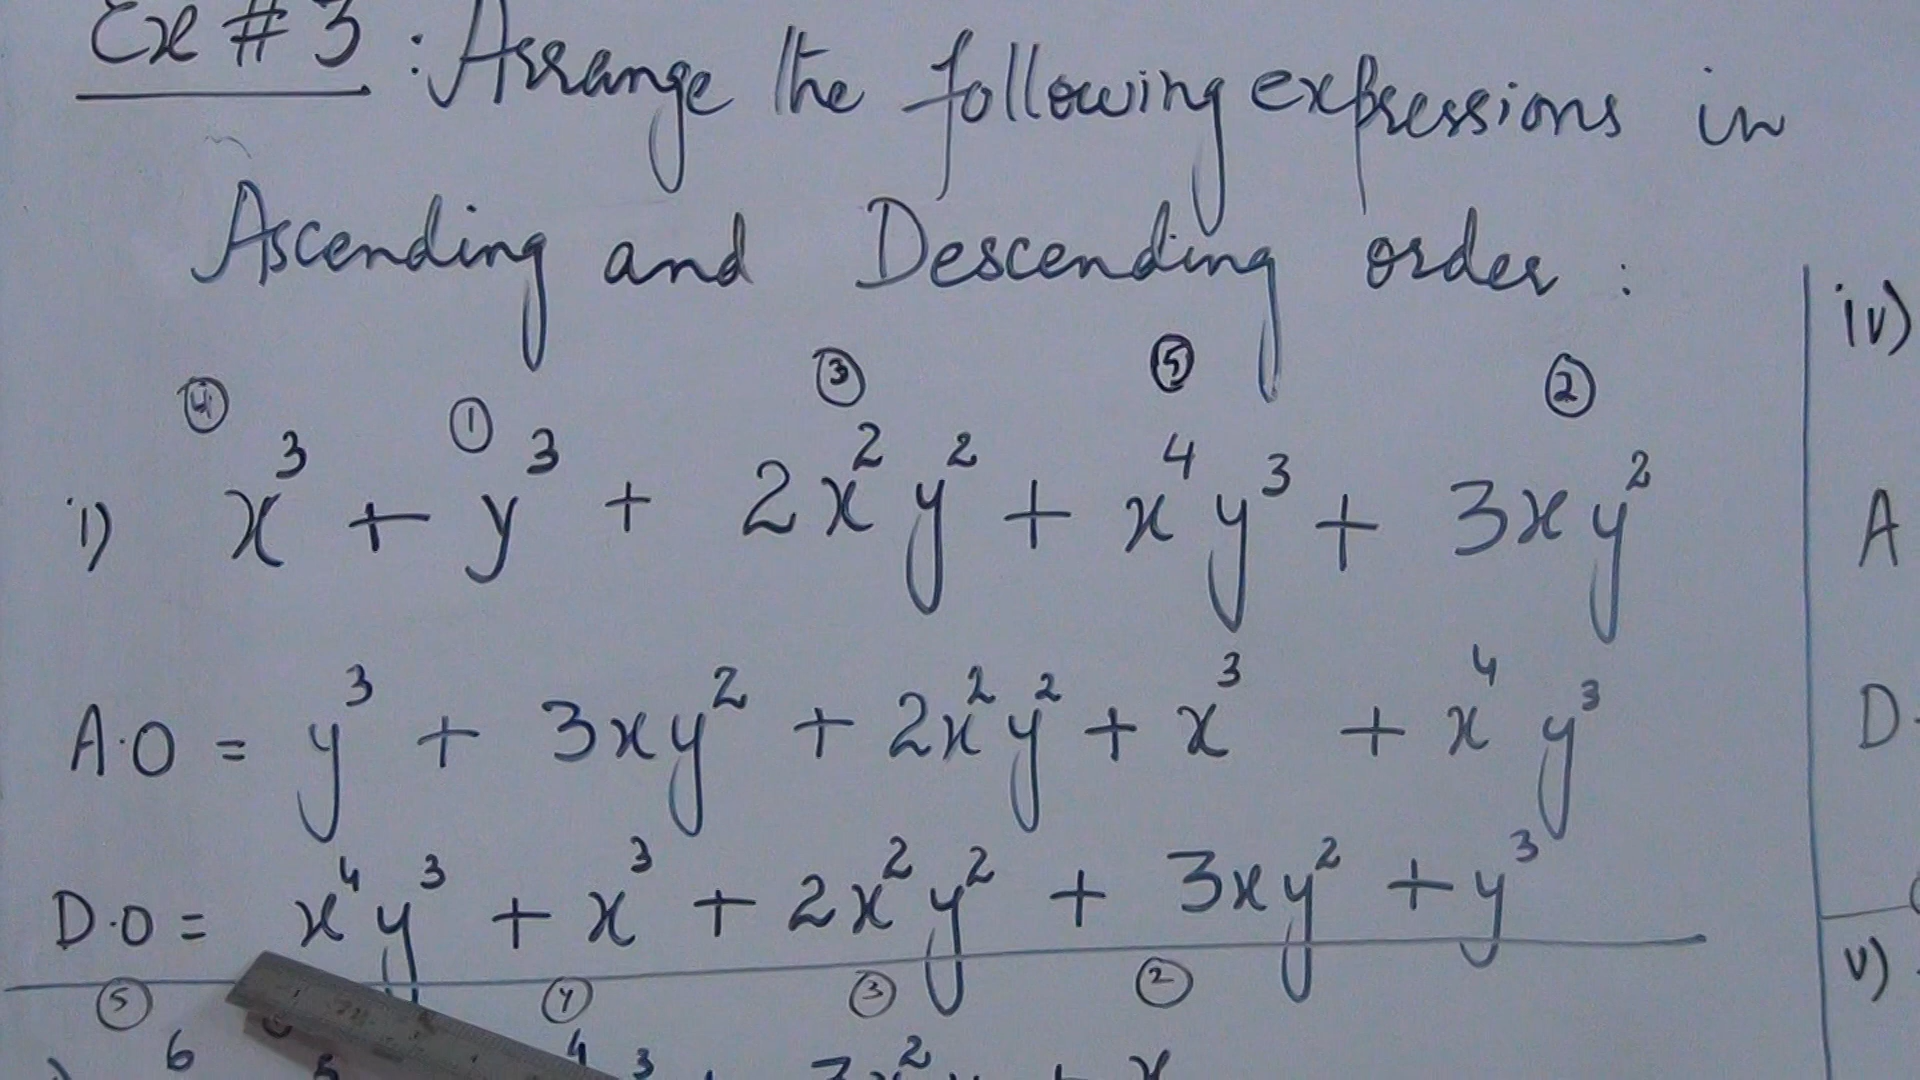 Ex # 3 : Arrange the following expressions in
Ascending and Descending order :
④ ① ③ ⑤ ②
i) x³ + y³ + 2x²y² + x⁴y³ + 3xy²
A.O = y³ + 3xy² + 2x²y² + x³ + x⁴y³
D.O = x⁴y³ + x³ + 2x²y² + 3xy² + y³
⑤ ④ ③ ②
iv)
A
D.
v)